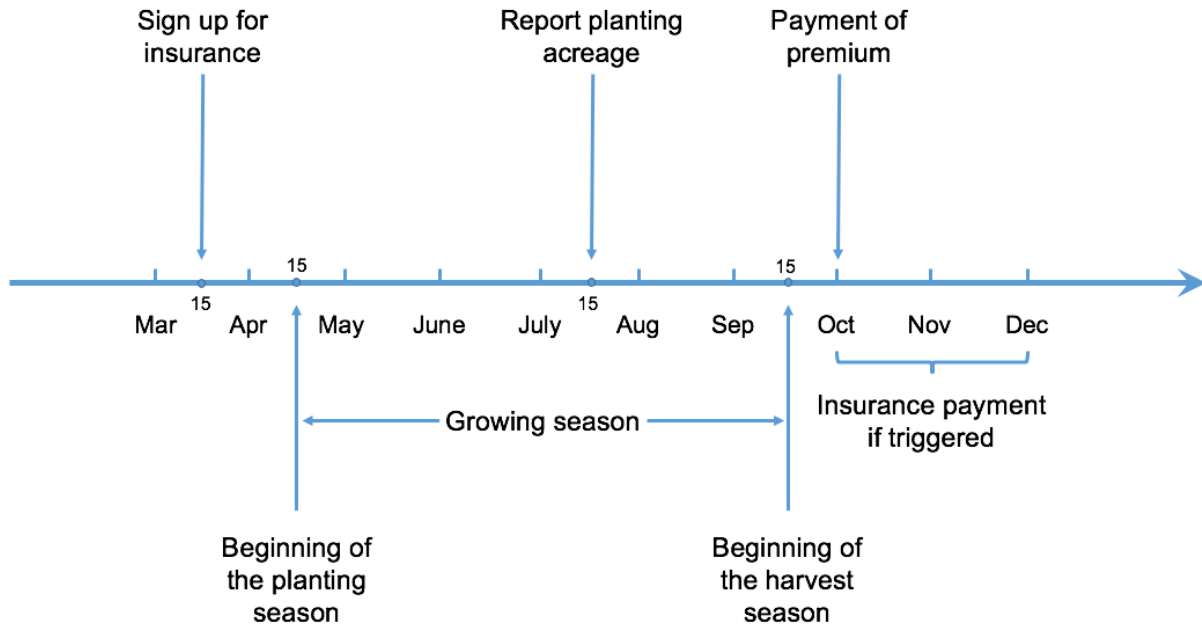 Sign up for
insurance
Report planting
acreage
Payment of
premium
15
15
15
15
Mar
Apr
May
June
July
Aug
Sep
Oct
Nov
Dec
Growing season
Insurance payment
if triggered
Beginning of
the planting
season
Beginning of
the harvest
season